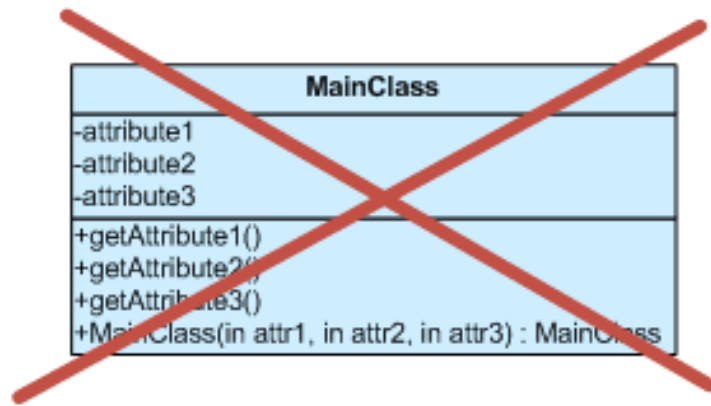 MainClass
-attribute1
-attribute2
-attribute3
+getAttribute1()
+getAttribute2()
+getAttribute3()
+MainClass(in attr1, in attr2, in attr3) : MainClass